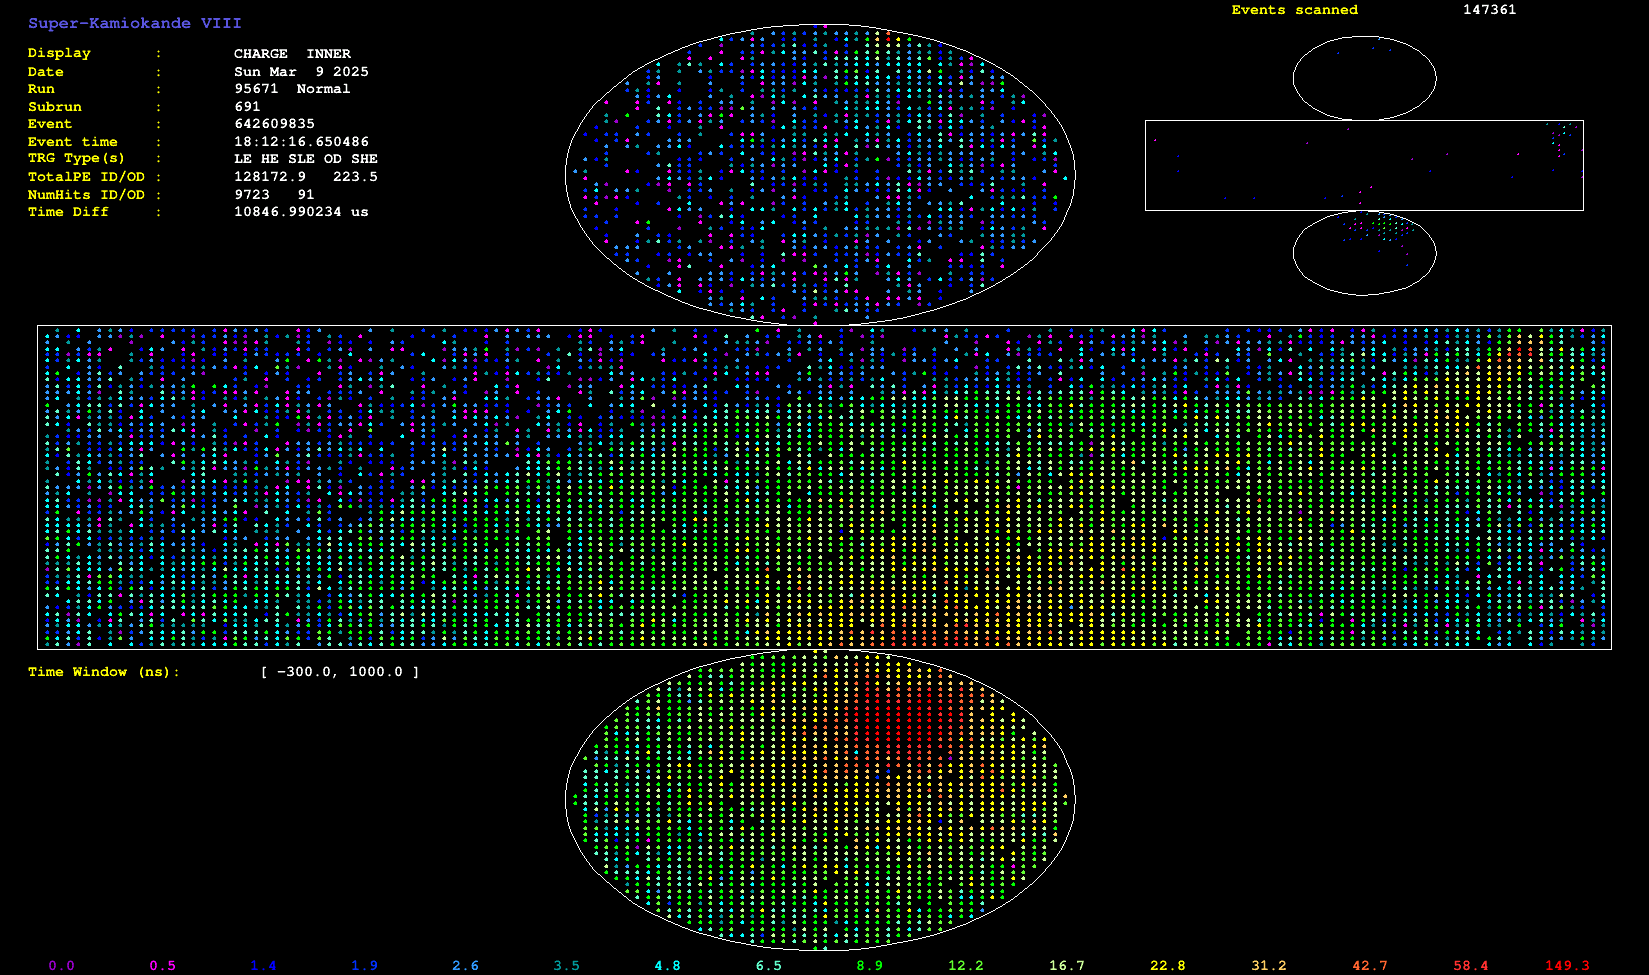 Super-Kamiokande VIII
Events scanned 147361
Display : CHARGE INNER
Date : Sun Mar 9 2025
Run : 95671 Normal
Subrun : 691
Event : 642609835
Event time : 18:12:16.650486
TRG Type(s) : LE HE SLE OD SHE
TotalPE ID/OD : 128172.9 223.5
NumHits ID/OD : 9723 91
Time Diff : 10846.990234 us
Time Window (ns): [ -300.0, 1000.0 ]
0.0 0.5 1.4 1.9 2.6 3.5 4.8 6.5 8.9 12.2 16.7 22.8 31.2 42.7 58.4 149.3